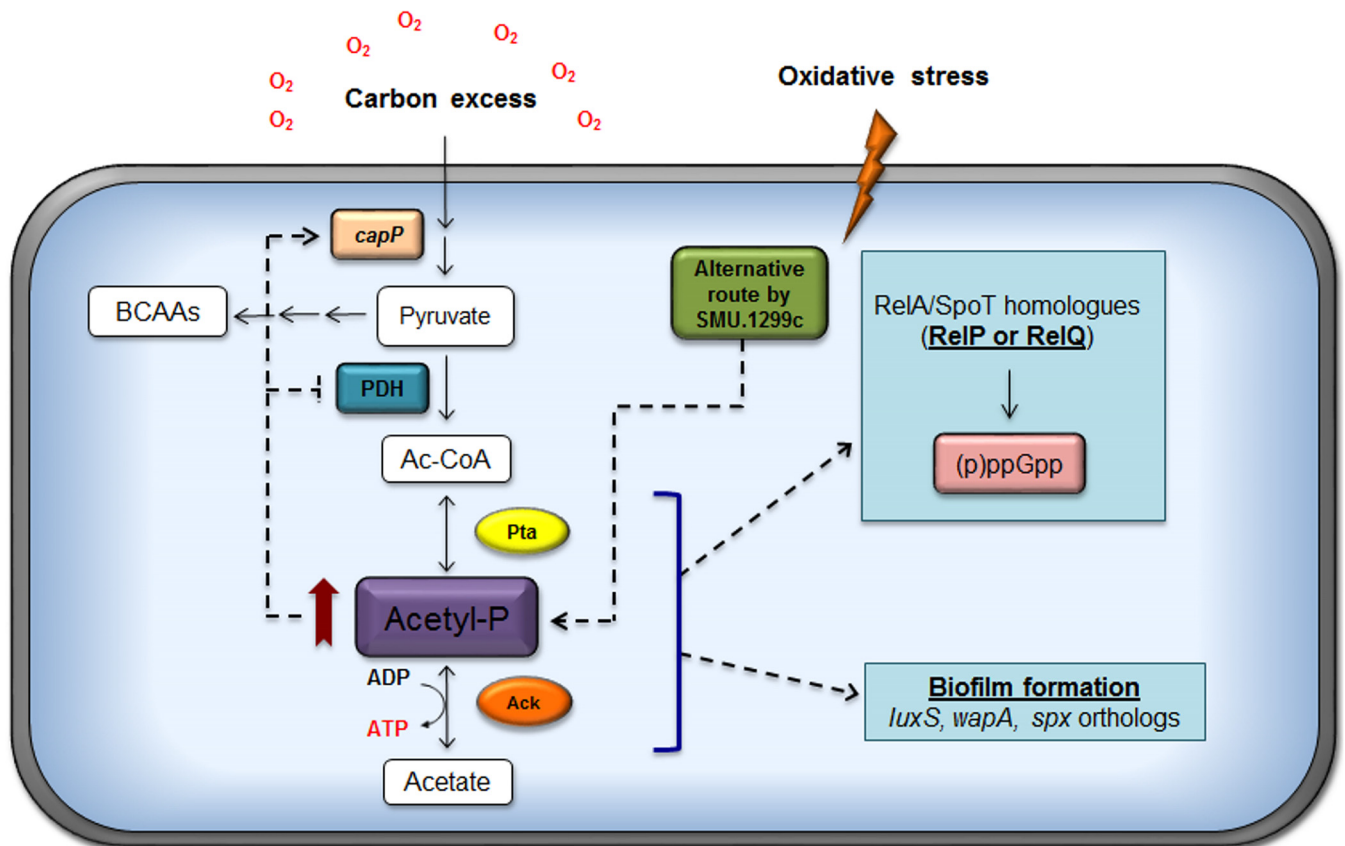 O2
O2
O2
O2
O2
O2
O2
O2
Carbon excess
Oxidative stress
capP
BCAAs
Pyruvate
PDH
Ac-CoA
Pta
Acetyl-P
ADP
ATP
Ack
Acetate
Alternative
route by
SMU.1299c
RelA/SpoT homologues
(RelP or RelQ)
(p)ppGpp
Biofilm formation
luxS, wapA, spx orthologs